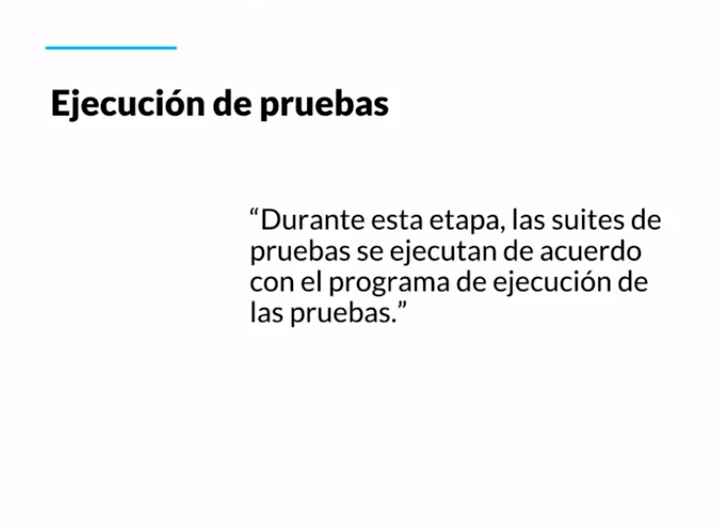 Ejecución de pruebas
“Durante esta etapa, las suites de
pruebas se ejecutan de acuerdo
con el programa de ejecución de
las pruebas.”